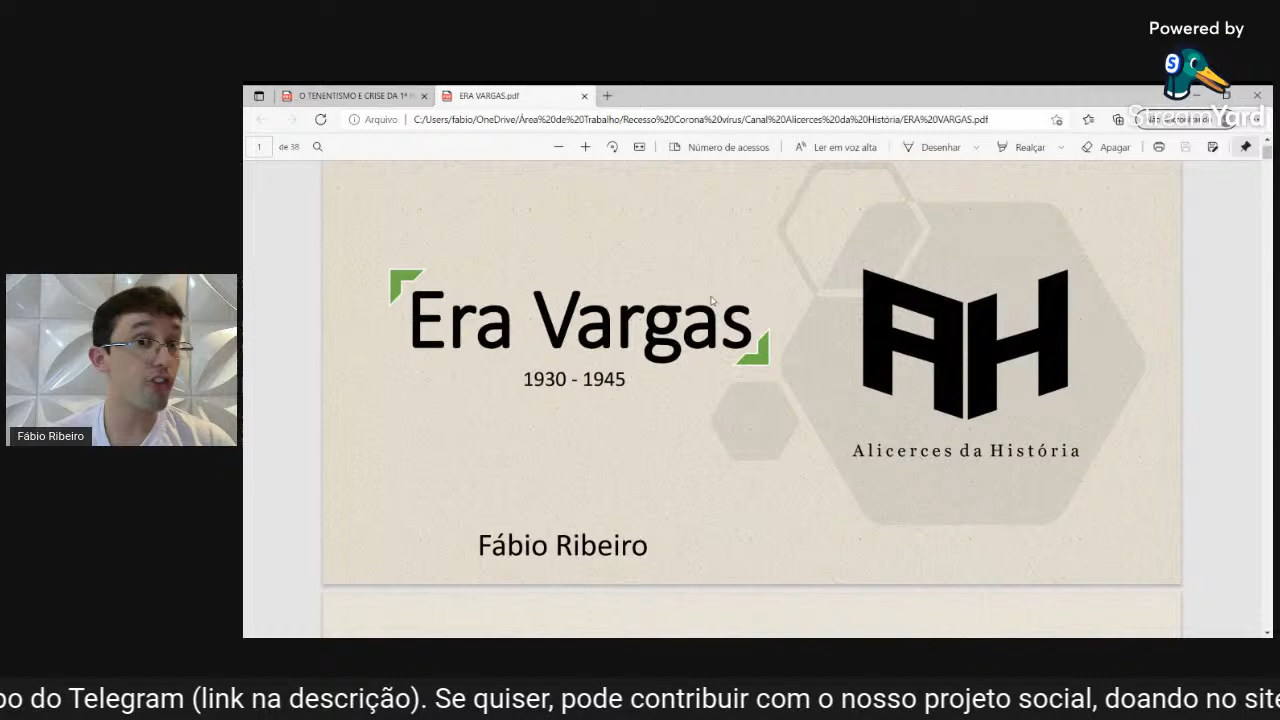 Powered by
StreamYard
O TENENTISMO E CRISE DA 1ª
ERA VARGAS.pdf
Arquivo
C:/Users/fabio/OneDrive/Área%20de%20Trabalho/Recesso%20Corona%20vírus/Canal%20Alicerces%20da%20História/ERA%20VARGAS.pdf
1 de 38
Número de acessos
Ler em voz alta
Desenhar
Realçar
Apagar
Era Vargas
1930 - 1945
AH
Alicerces da História
Fábio Ribeiro
Fábio Ribeiro
do Telegram (link na descrição). Se quiser, pode contribuir com o nosso projeto social, doando no site